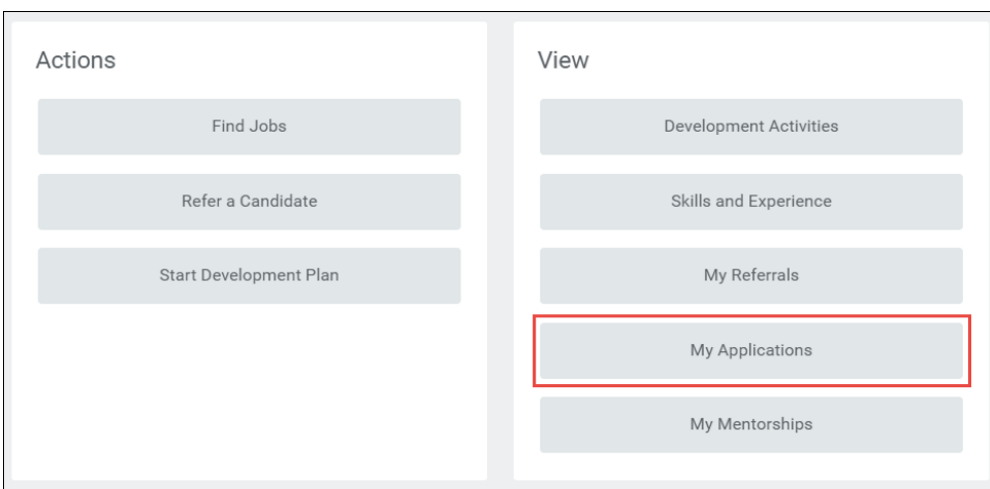 Actions
Find Jobs
Refer a Candidate
Start Development Plan
View
Development Activities
Skills and Experience
My Referrals
My Applications
My Mentorships